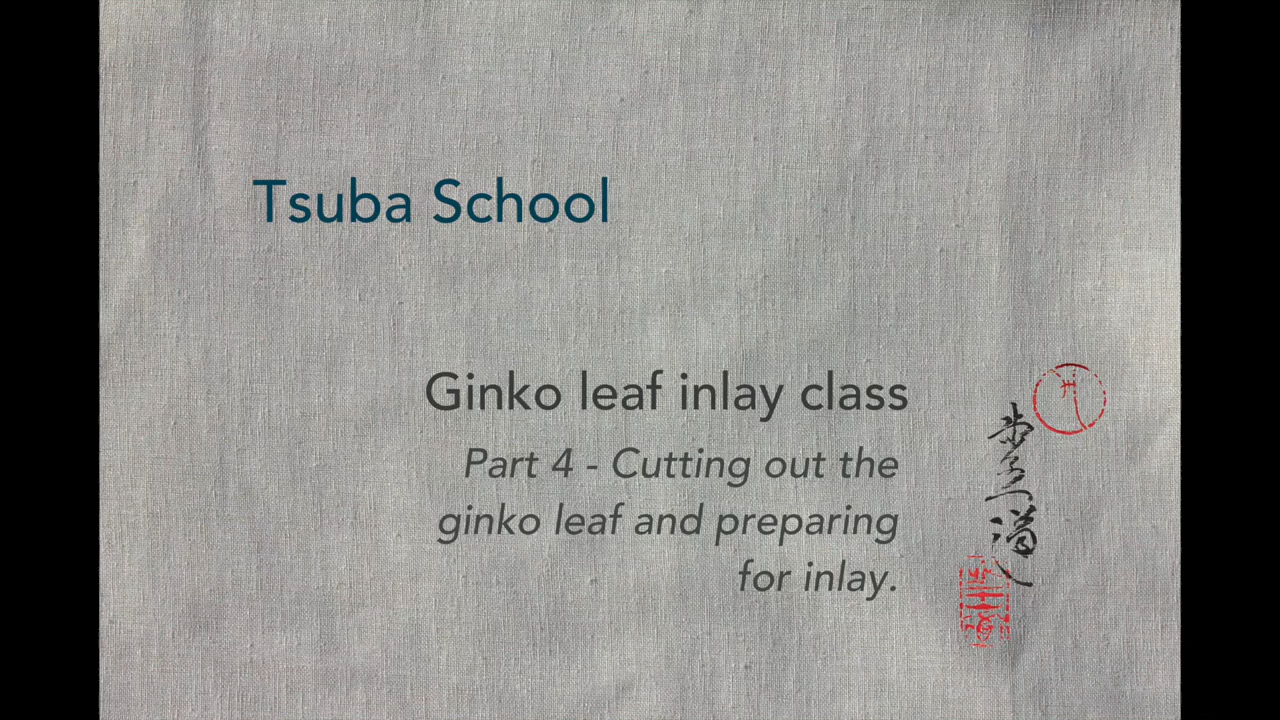 Tsuba School
Ginko leaf inlay class
Part 4 - Cutting out the
ginko leaf and preparing
for inlay.